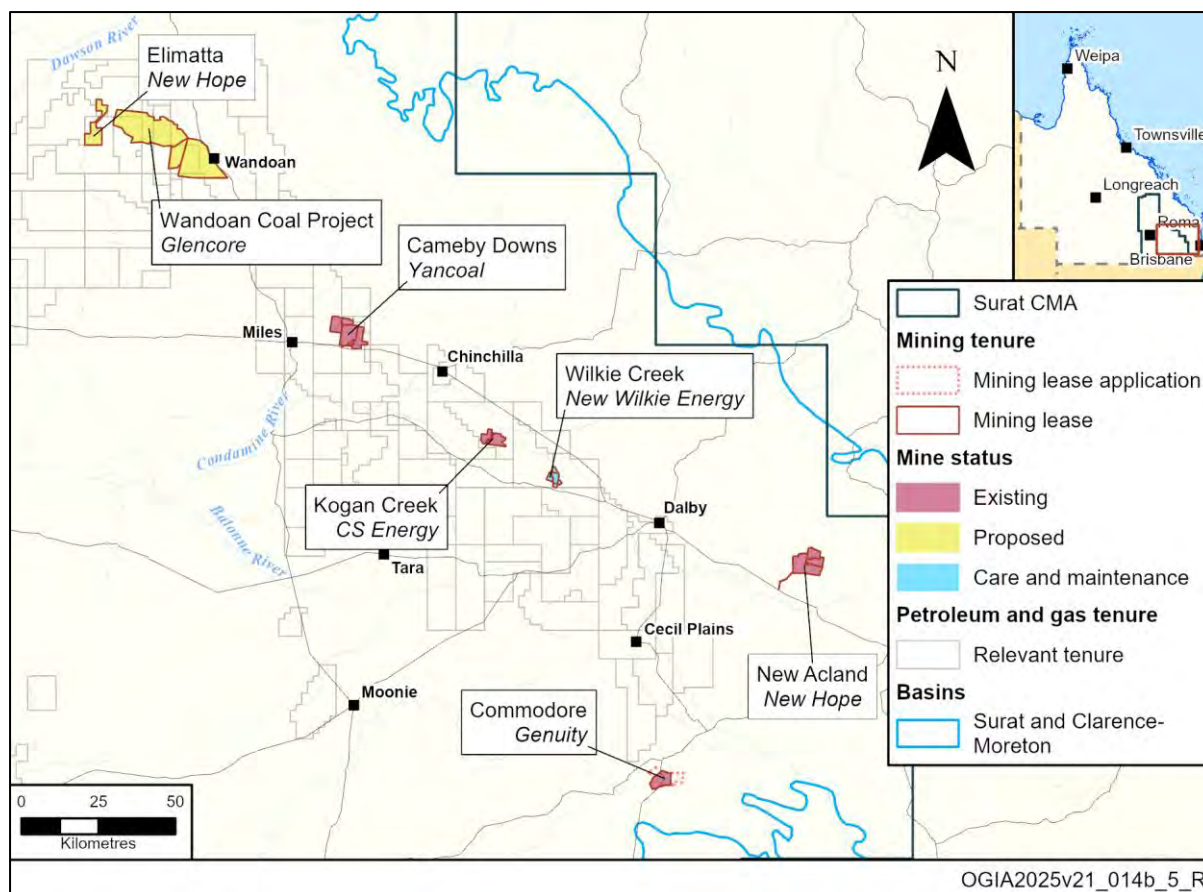 Dawson River
Elimatta
New Hope
Wandoan
Wandoan Coal Project
Glencore
Cameby Downs
Yancoal
Miles
Chinchilla
Wilkie Creek
New Wilkie Energy
Condamine River
Kogan Creek
CS Energy
Balonne River
Tara
Dalby
Cecil Plains
New Acland
New Hope
Moonie
Commodore
Genuity
N
0 25 50
Kilometres
Weipa
Townsville
Longreach
Roma
Brisbane
Surat CMA
Mining tenure
Mining lease application
Mining lease
Mine status
Existing
Proposed
Care and maintenance
Petroleum and gas tenure
Relevant tenure
Basins
Surat and Clarence-
Moreton
OGIA2025v21_014b_5_R